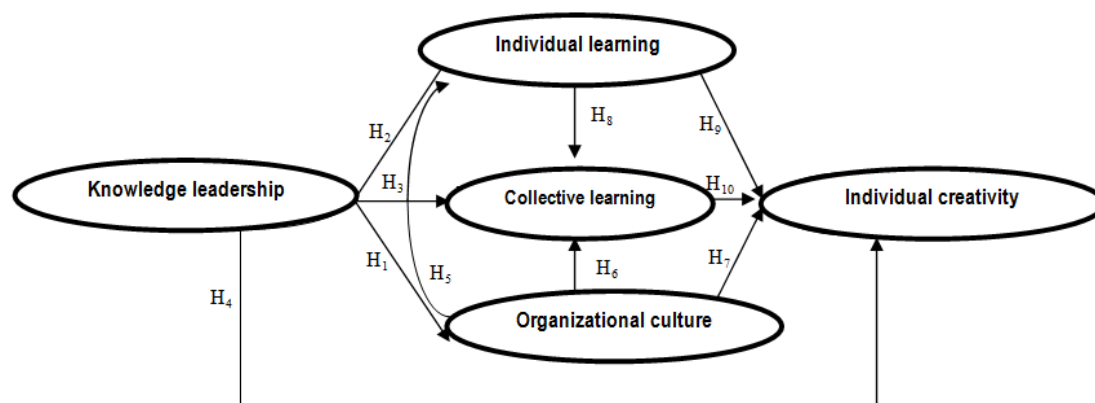 Individual learning
H2
H8
H9
Knowledge leadership
H3
Collective learning
H10
Individual creativity
H1
H5
H6
H7
H4
Organizational culture